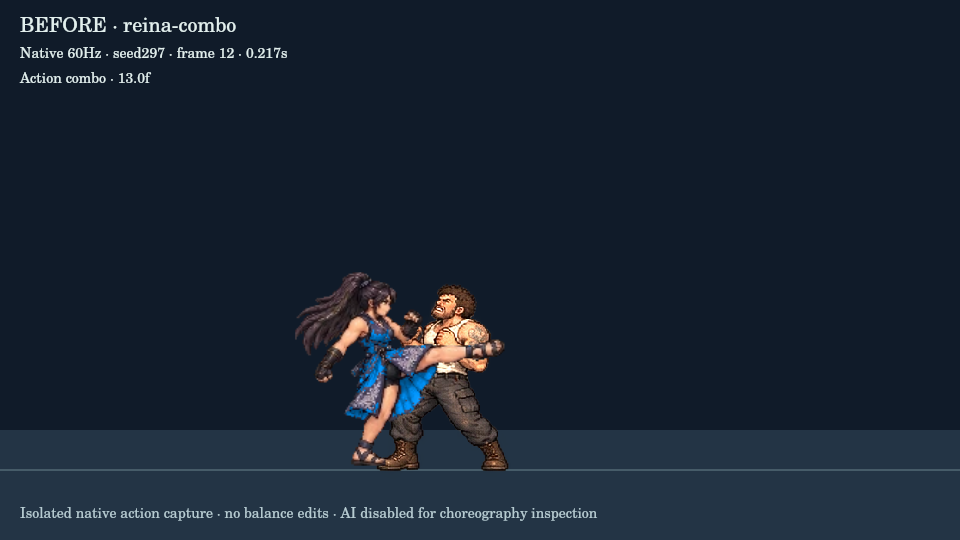 BEFORE · reina-combo
Native 60Hz · seed297 · frame 12 · 0.217s
Action combo · 13.0f
Isolated native action capture · no balance edits · AI disabled for choreography inspection